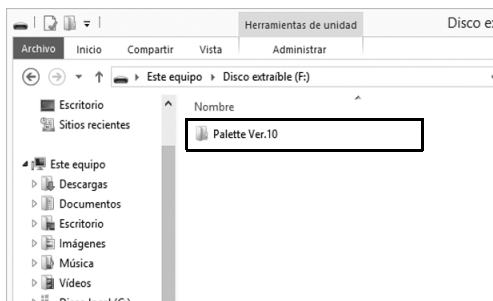 Herramientas de unidad
Disco
Archivo Inicio Compartir Vista Administrar
Este equipo Disco extraíble (F:)
Escritorio
Sitios recientes
Nombre
Palette Ver.10
Este equipo
Descargas
Documentos
Escritorio
Imágenes
Música
Vídeos